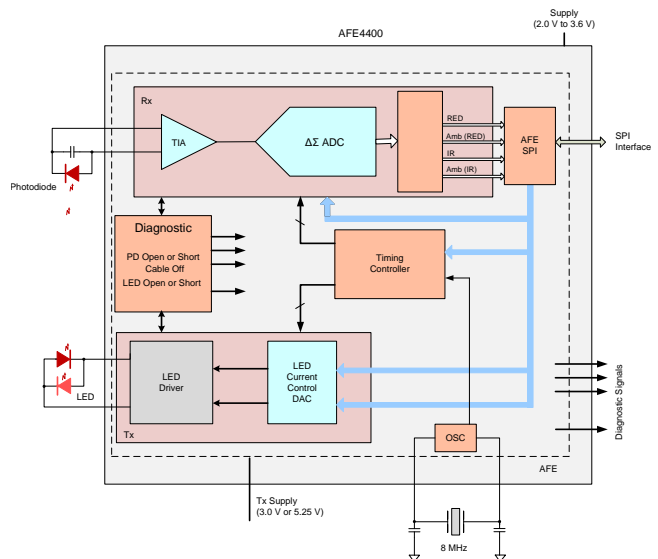 AFE4400
Supply
(2.0 V to 3.6 V)
Rx
TIA
ΔΣ ADC
RED
Amb (RED)
IR
Amb (IR)
AFE
SPI
SPI
Interface
Photodiode
Diagnostic
PD Open or Short
Cable Off
LED Open or Short
Timing
Controller
LED
LED
Driver
LED
Current
Control
DAC
Tx
OSC
Diagnostic Signals
AFE
Tx Supply
(3.0 V or 5.25 V)
8 MHz